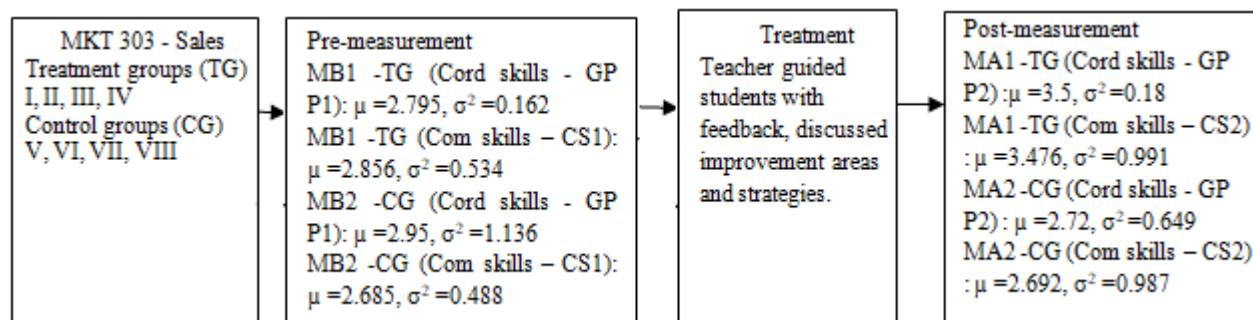 MKT 303 - Sales
Treatment groups (TG)
I, II, III, IV
Control groups (CG)
V, VI, VII, VIII
Pre-measurement
MB1 -TG (Cord skills - GP
P1): μ =2.795, σ² =0.162
MB1 -TG (Com skills – CS1):
μ =2.856, σ² =0.534
MB2 -CG (Cord skills - GP
P1): μ =2.95, σ² =1.136
MB2 -CG (Com skills – CS1):
μ =2.685, σ² =0.488
Treatment
Teacher guided
students with
feedback, discussed
improvement areas
and strategies.
Post-measurement
MA1 -TG (Cord skills - GP
P2) :μ =3.5, σ² =0.18
MA1 -TG (Com skills – CS2)
: μ =3.476, σ² =0.991
MA2 -CG (Cord skills - GP
P2) : μ =2.72, σ² =0.649
MA2 -CG (Com skills – CS2)
: μ =2.692, σ² =0.987